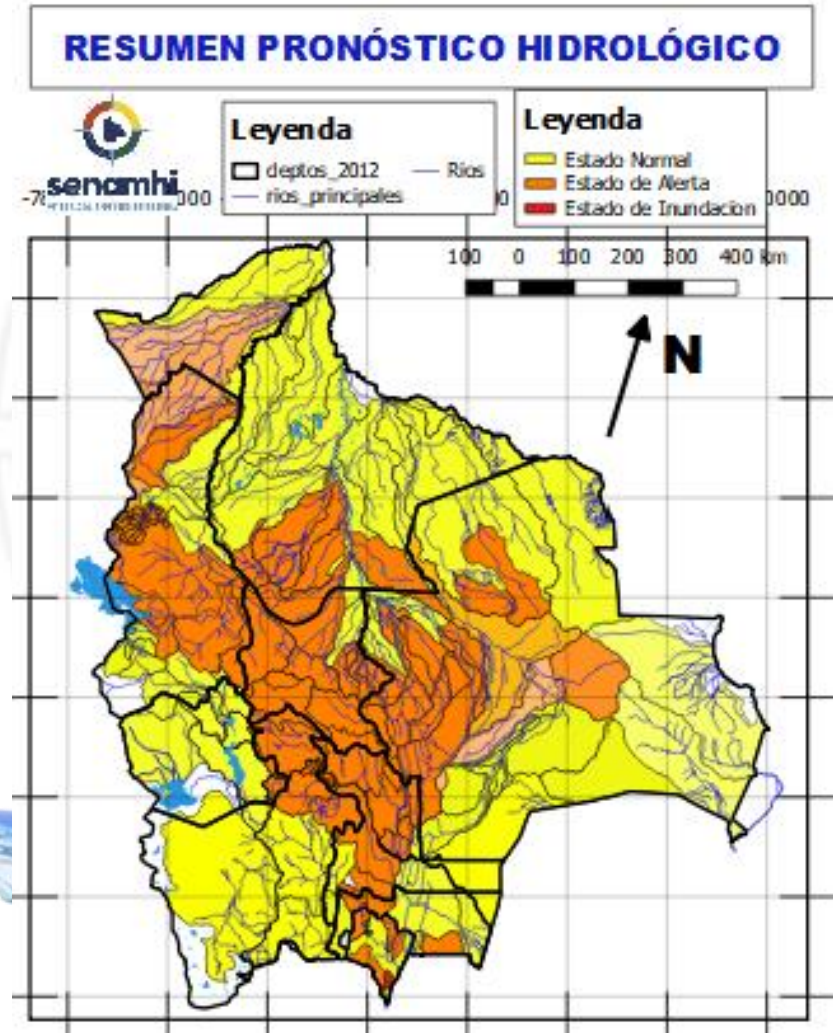 RESUMEN PRONÓSTICO HIDROLÓGICO
senamhi
Leyenda
deptos_2012
Rios
rios_principales
Leyenda
Estado Normal
Estado de Alerta
Estado de Inundacion
100 0 100 200 300 400 km
N